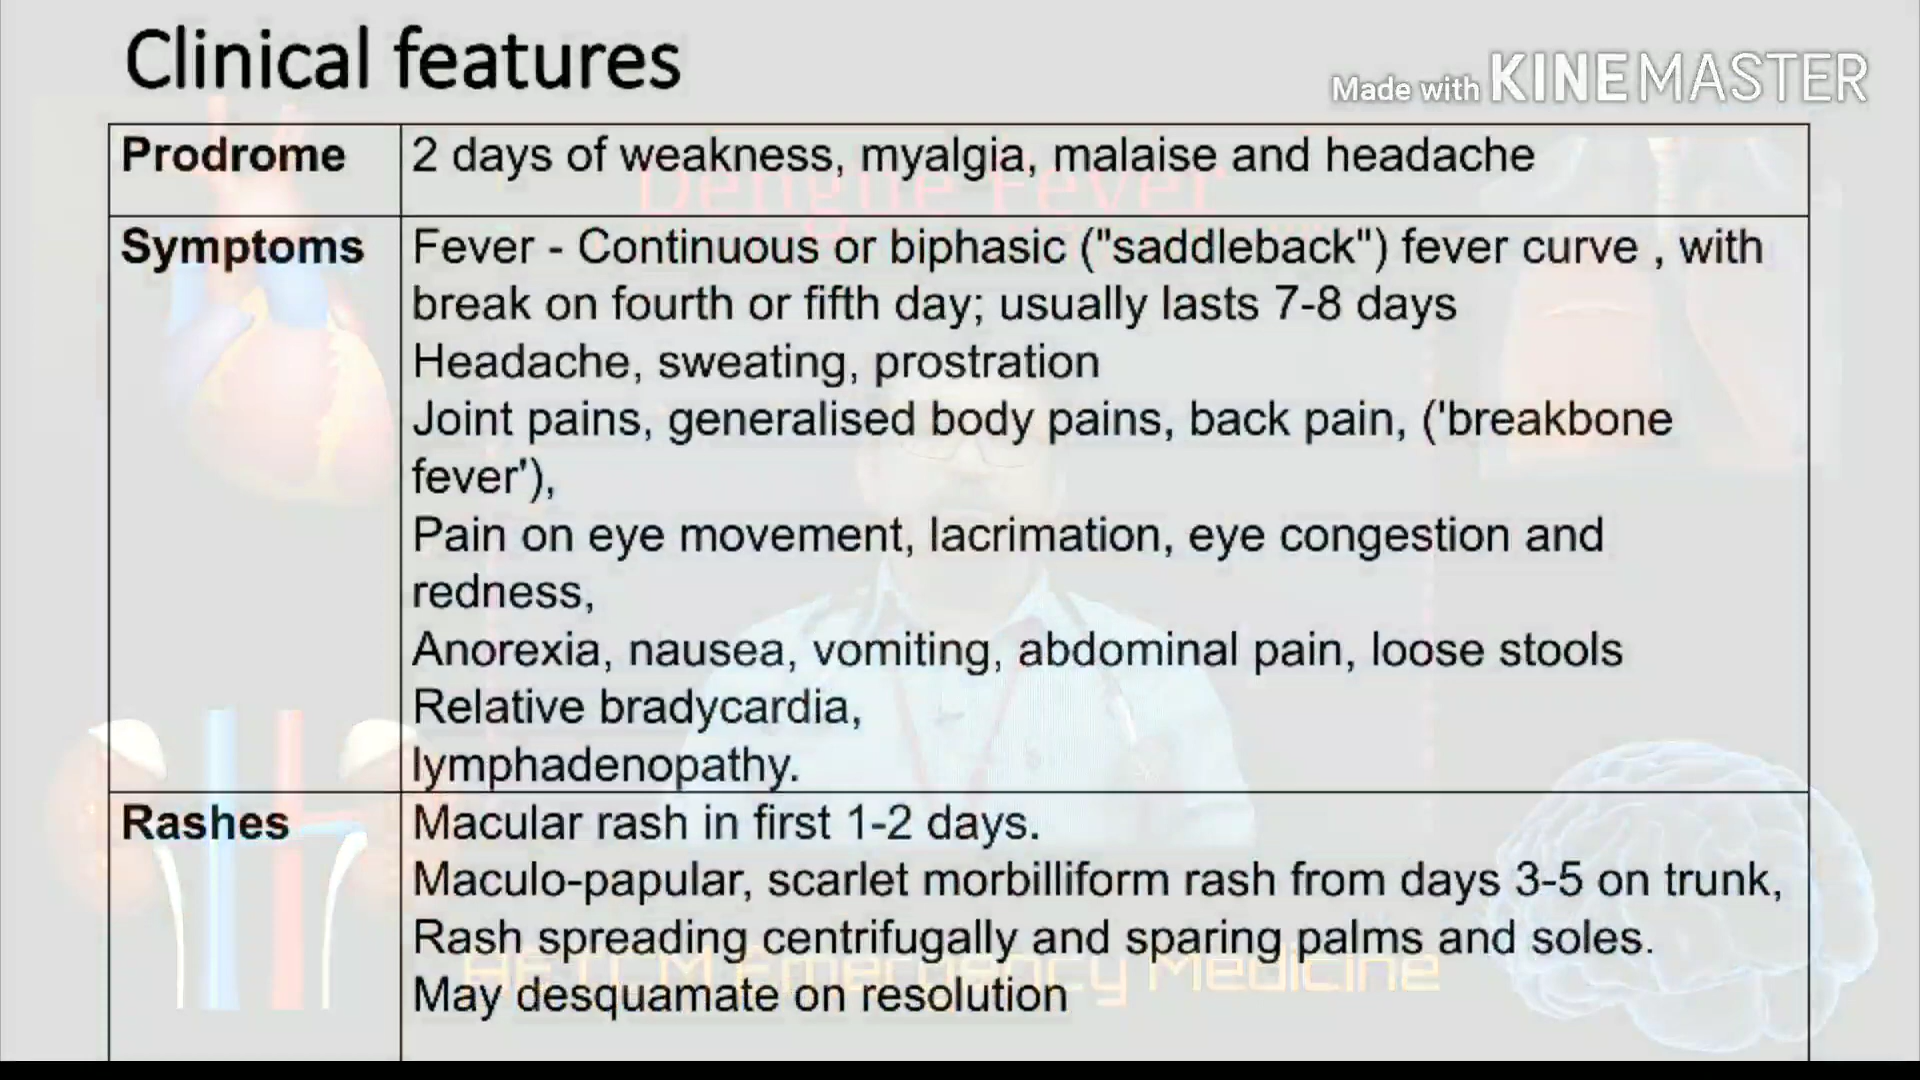 Clinical features
Made with KINEMASTER
Prodrome
2 days of weakness, myalgia, malaise and headache
Dengue Fever
Symptoms
Fever - Continuous or biphasic ("saddleback") fever curve , with
break on fourth or fifth day; usually lasts 7-8 days
Headache, sweating, prostration
Joint pains, generalised body pains, back pain, ('breakbone
fever'),
Pain on eye movement, lacrimation, eye congestion and
redness,
Anorexia, nausea, vomiting, abdominal pain, loose stools
Relative bradycardia,
lymphadenopathy.
Rashes
Macular rash in first 1-2 days.
Maculo-papular, scarlet morbilliform rash from days 3-5 on trunk,
Rash spreading centrifugally and sparing palms and soles.
Emergency Medicine
May desquamate on resolution